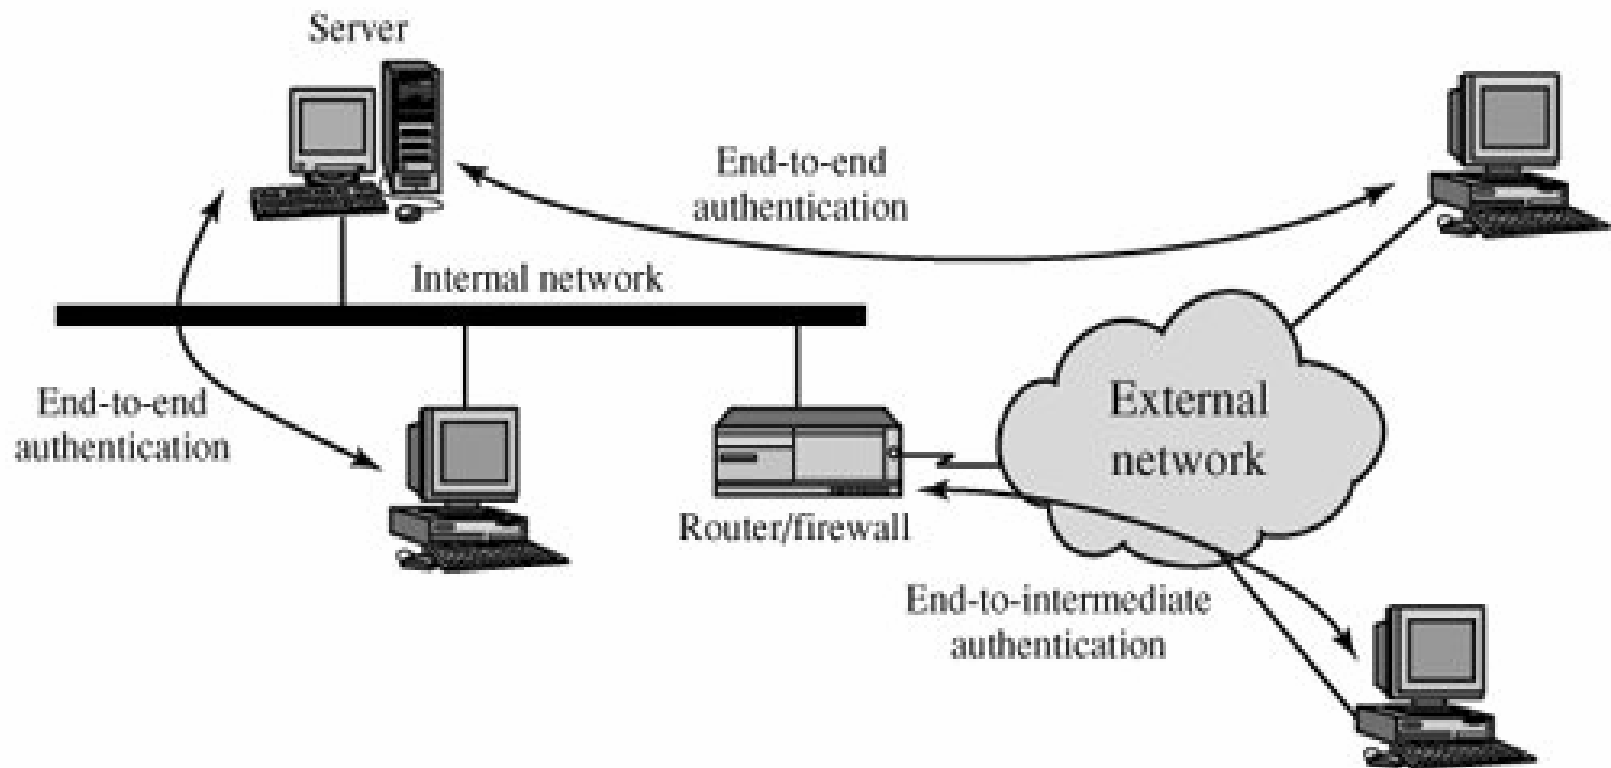 Server
End-to-end
authentication
Internal network
End-to-end
authentication
External
network
Router/firewall
End-to-intermediate
authentication